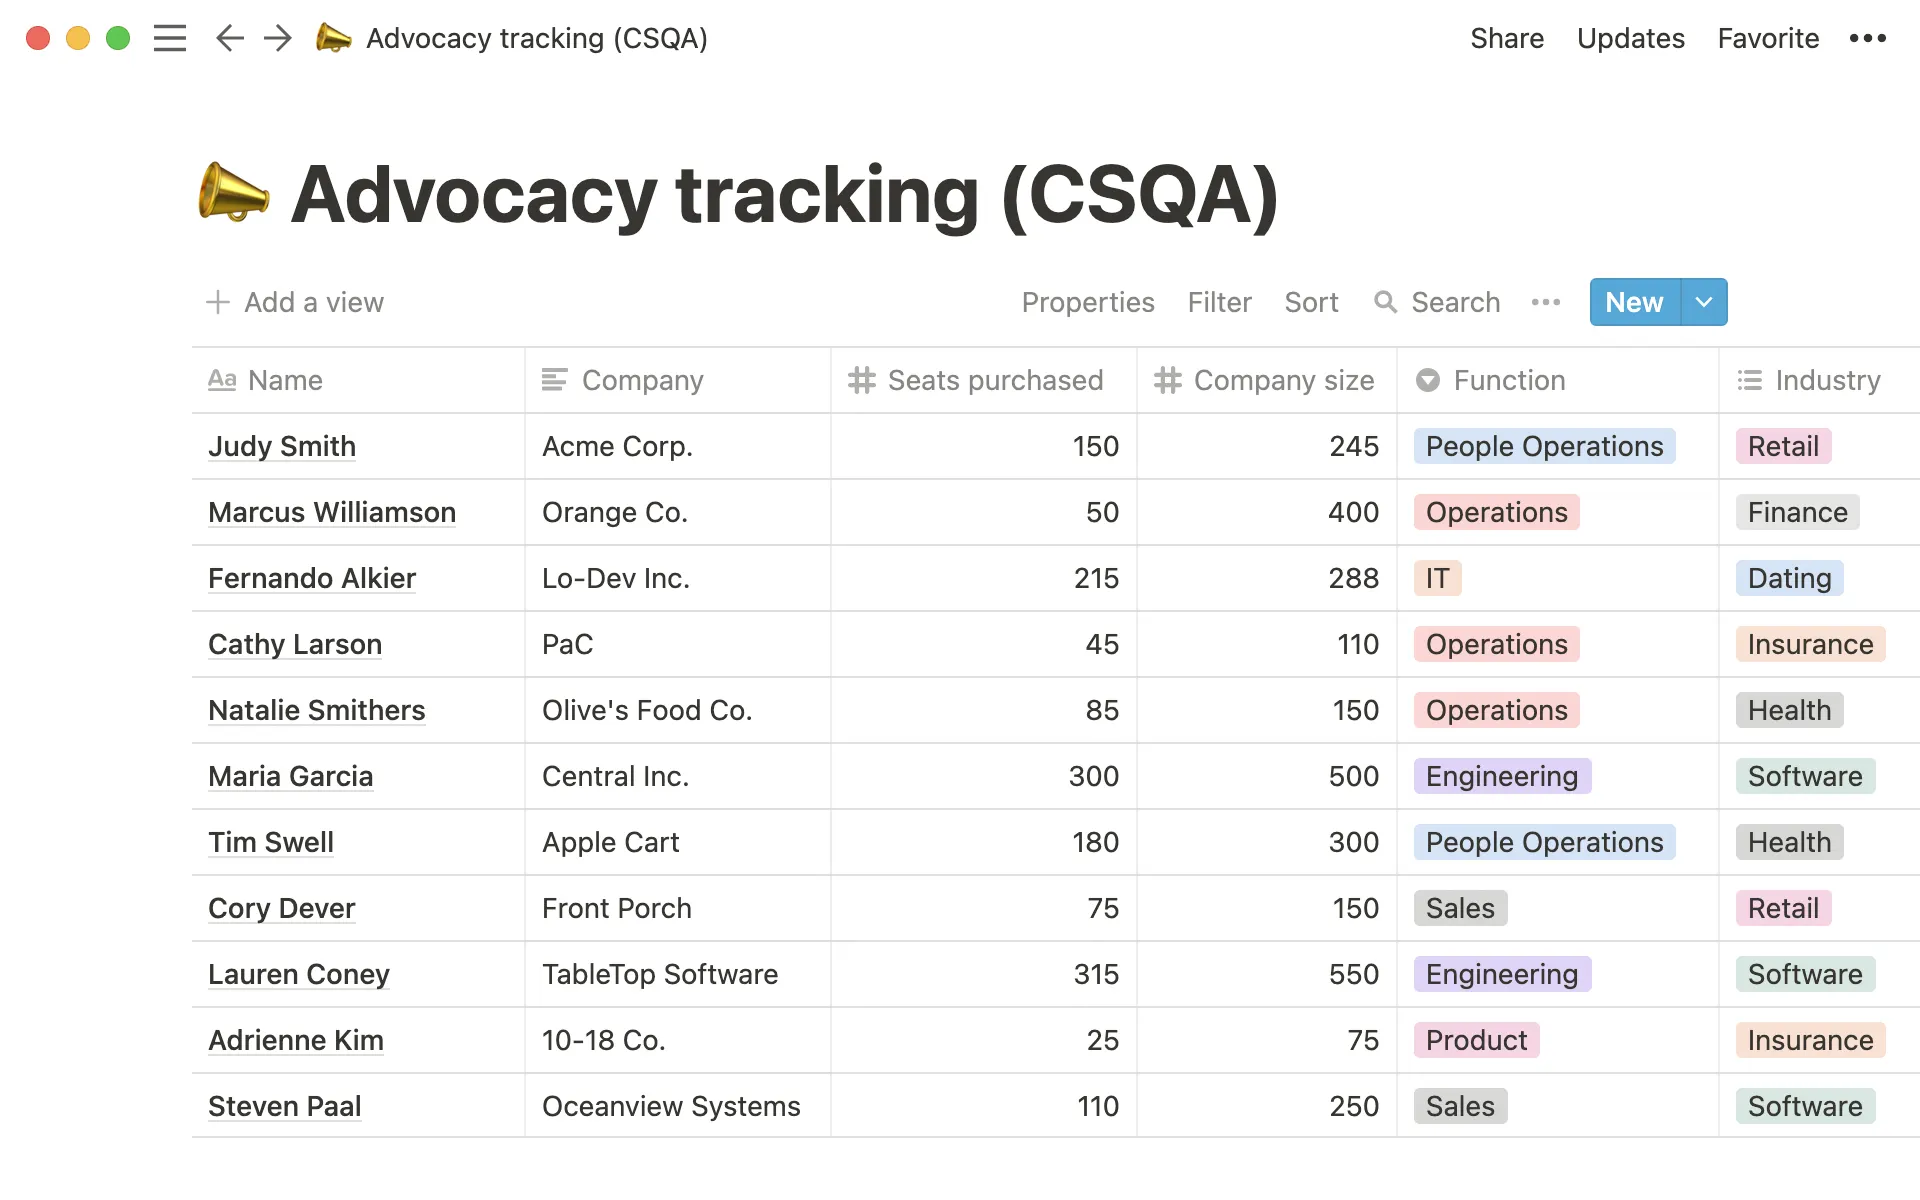 Advocacy tracking (CSQA) Share Updates Favorite
Advocacy tracking (CSQA)
Add a view Properties Filter Sort Search New
Aa Name Company Seats purchased Company size Function Industry
Judy Smith Acme Corp. 150 245 People Operations Retail
Marcus Williamson Orange Co. 50 400 Operations Finance
Fernando Alkier Lo-Dev Inc. 215 288 IT Dating
Cathy Larson PaC 45 110 Operations Insurance
Natalie Smithers Olive's Food Co. 85 150 Operations Health
Maria Garcia Central Inc. 300 500 Engineering Software
Tim Swell Apple Cart 180 300 People Operations Health
Cory Dever Front Porch 75 150 Sales Retail
Lauren Coney TableTop Software 315 550 Engineering Software
Adrienne Kim 10-18 Co. 25 75 Product Insurance
Steven Paal Oceanview Systems 110 250 Sales Software